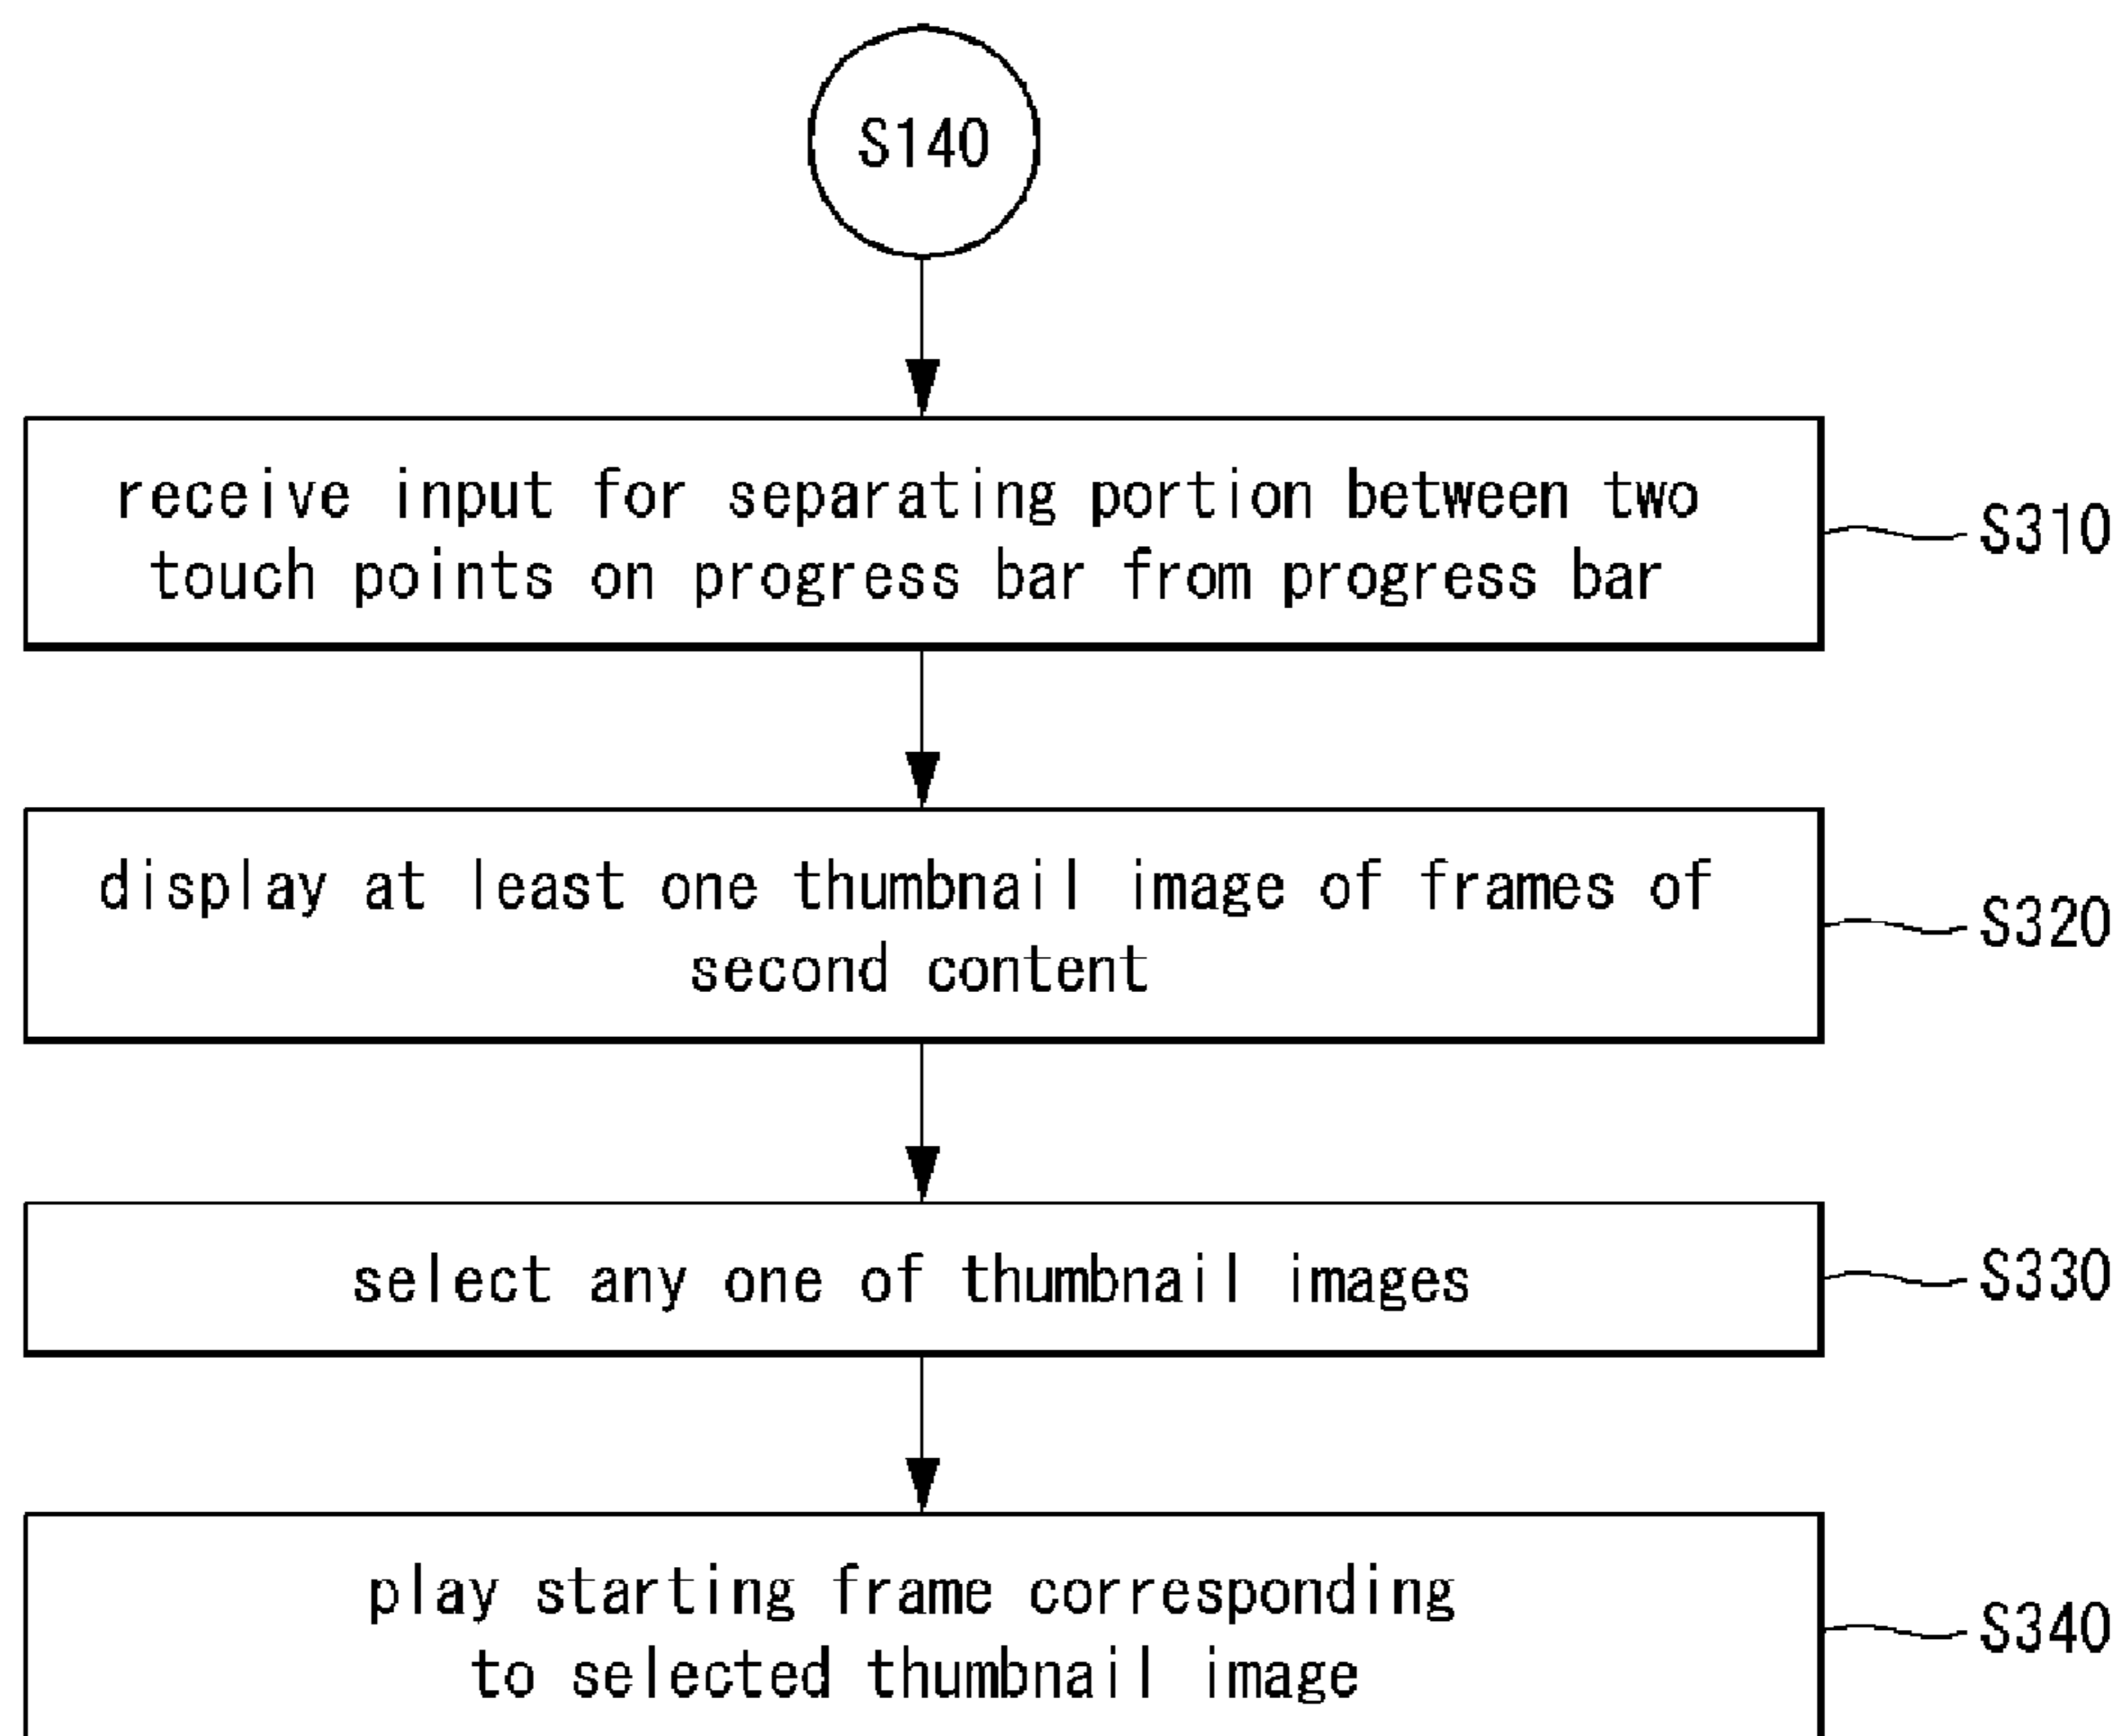 S140
receive input for separating portion between two
touch points on progress bar from progress bar
S310
display at least one thumbnail image of frames of
second content
S320
select any one of thumbnail images
S330
play starting frame corresponding
to selected thumbnail image
S340